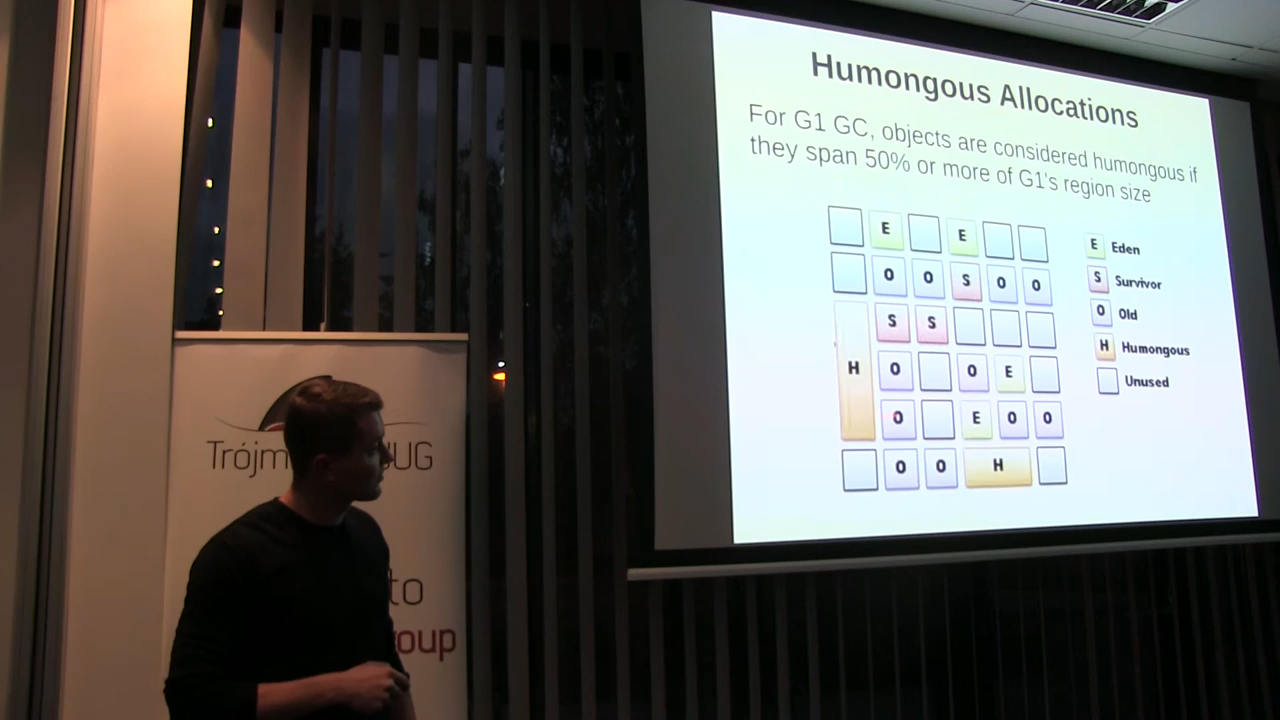 Humongous Allocations
For G1 GC, objects are considered humongous if
they span 50% or more of G1's region size
E E
O O S O O
S S
H O O E
O E O O
O O H
E Eden
S Survivor
O Old
H Humongous
Unused
Trójm UG
to
oup